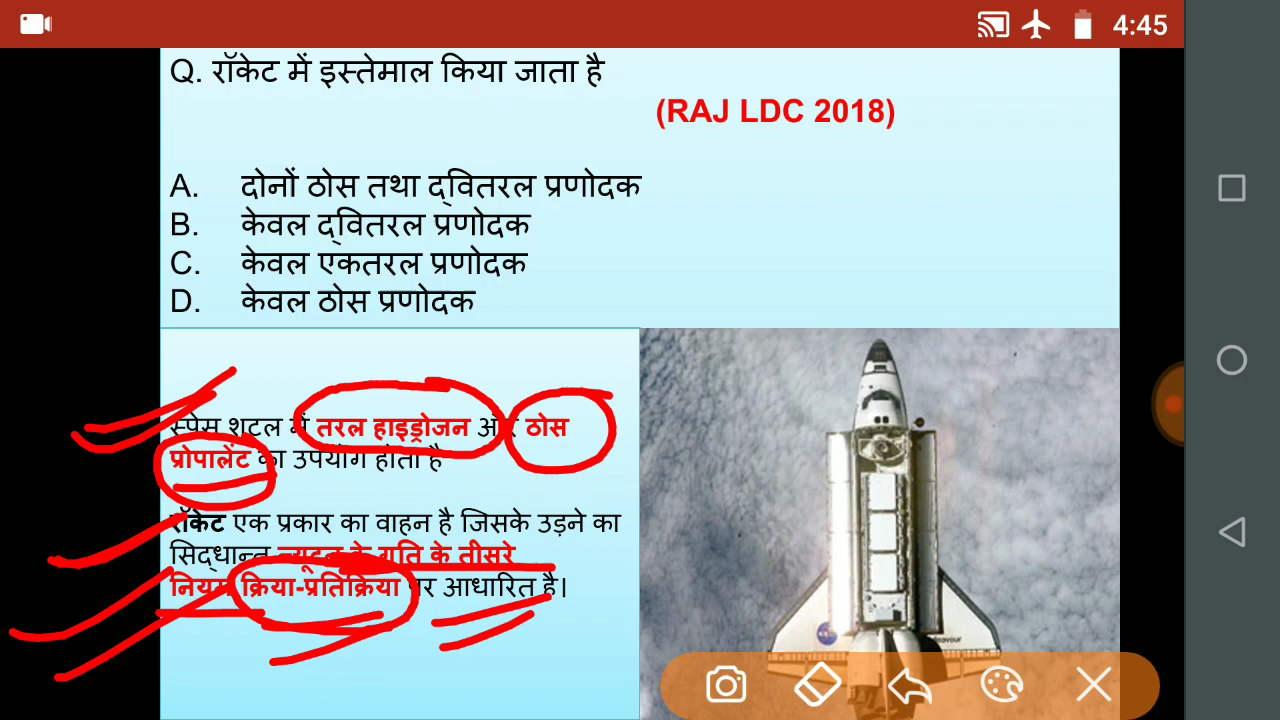 4:45
Q. रॉकेट में इस्तेमाल किया जाता है
(RAJ LDC 2018)
A. दोनों ठोस तथा द्वितरल प्रणोदक
B. केवल द्वितरल प्रणोदक
C. केवल एकतरल प्रणोदक
D. केवल ठोस प्रणोदक
स्पेस शटल में तरल हाइड्रोजन और ठोस
प्रोपालेंट का उपयोग होता है
रॉकेट एक प्रकार का वाहन है जिसके उड़ने का
सिद्धान्त न्यूटन के गति के तीसरे
नियम क्रिया-प्रतिक्रिया पर आधारित है।